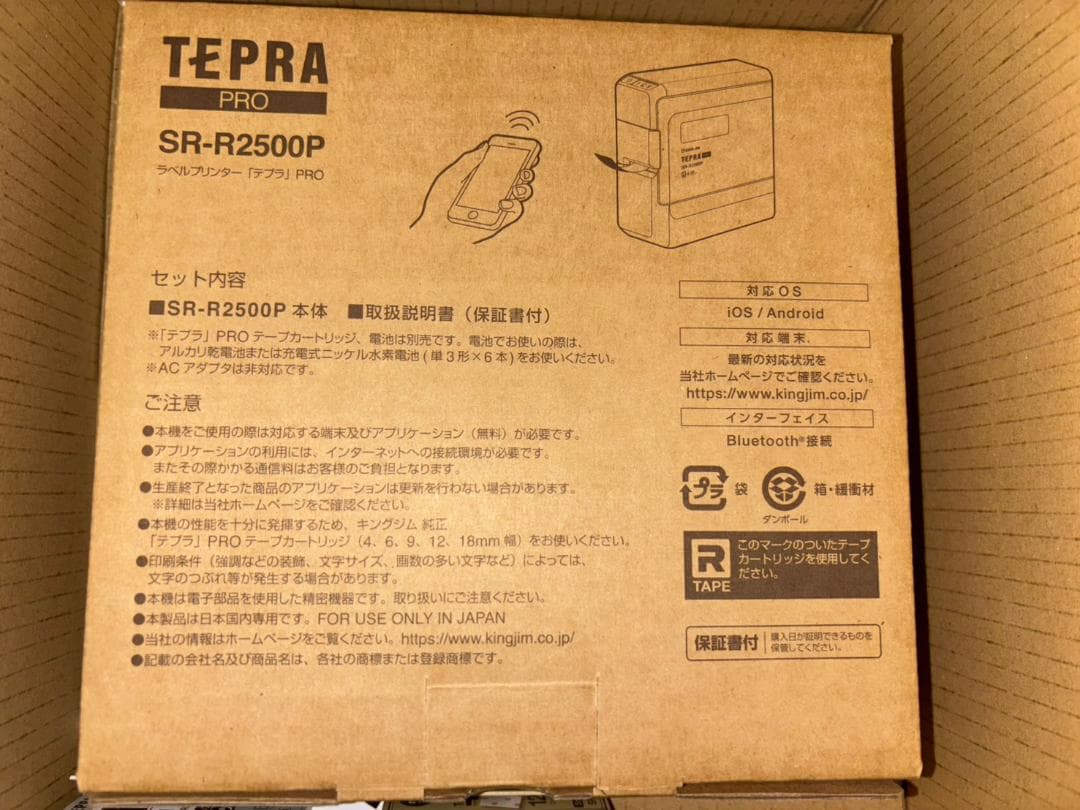 TEPRA
PRO
SR-R2500P
ラベルプリンター「テプラ」PRO
TEPRA PRO
SR-R2500P
セット内容
■SR-R2500P 本体 ■取扱説明書（保証書付）
※「テプラ」PRO テープカートリッジ、電池は別売です。電池でお使いの際は、
アルカリ乾電池または充電式ニッケル水素電池（単3形×6本）をお使いください。
※AC アダプタは非対応です。
ご注意
●本機をご使用の際は対応する端末及びアプリケーション（無料）が必要です。
●アプリケーションの利用には、インターネットへの接続環境が必要です。
またその際かかる通信料はお客様のご負担となります。
●生産終了となった商品のアプリケーションは更新を行わない場合があります。
※詳細は当社ホームページをご確認ください。
●本機の性能を十分に発揮するため、キングジム 純正
「テプラ」PRO テープカートリッジ（4、6、9、12、18mm 幅）をお使いください。
●印刷条件（強調などの装飾、文字サイズ、画数の多い文字など）によっては、
文字のつぶれ等が発生する場合があります。
●本機は電子部品を使用した精密機器です。取り扱いにご注意ください。
●本製品は日本国内専用です。FOR USE ONLY IN JAPAN
●当社の情報はホームページをご覧ください。https://www.kingjim.co.jp/
●記載の会社名及び商品名は、各社の商標または登録商標です。
対応OS
iOS / Android
対応端末
最新の対応状況を
当社ホームページでご確認ください。
https://www.kingjim.co.jp/
インターフェイス
Bluetooth®接続
プラ 袋
ダンボール
箱・緩衝材
R
TAPE
このマークのついたテープ
カートリッジを使用してく
ださい。
保証書付
購入日が証明できるものを
保管してください。